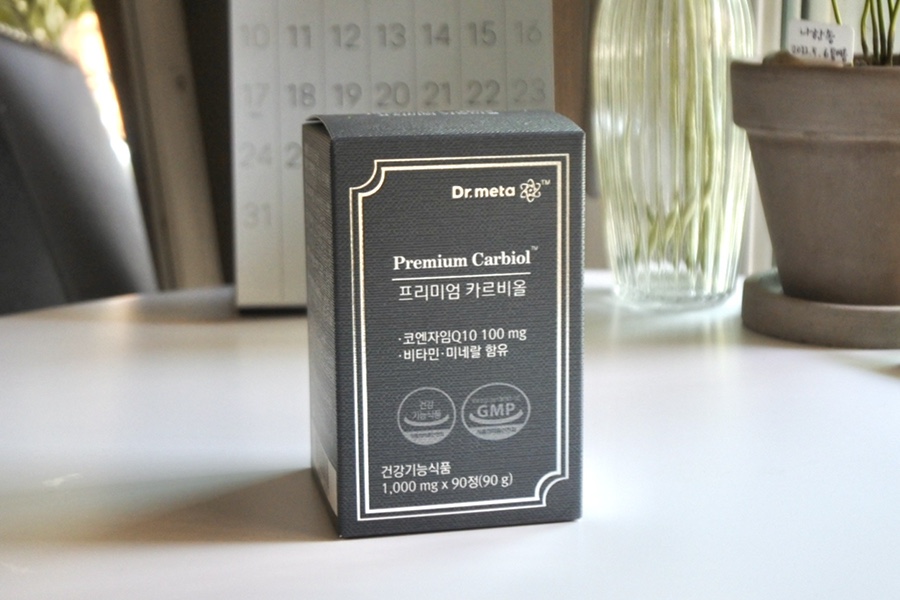 10 11 12 13 14 15 16
17 18 19 20 21 22 23
24
31
Dr.meta™
Premium Carbiol™
프리미엄 카르비올
·코엔자임Q10 100 mg
·비타민·미네랄 함유
건강
기능식품
GMP
건강기능식품
1,000 mg x 90정(90 g)